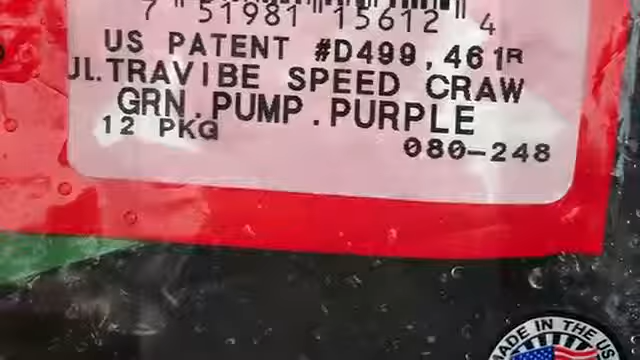 7 51981 15612 4
US PATENT #D499,461R
UL.TRAVIBE SPEED CRAW
GRN.PUMP.PURPLE
12 PKG
080-248
MADE IN THE US